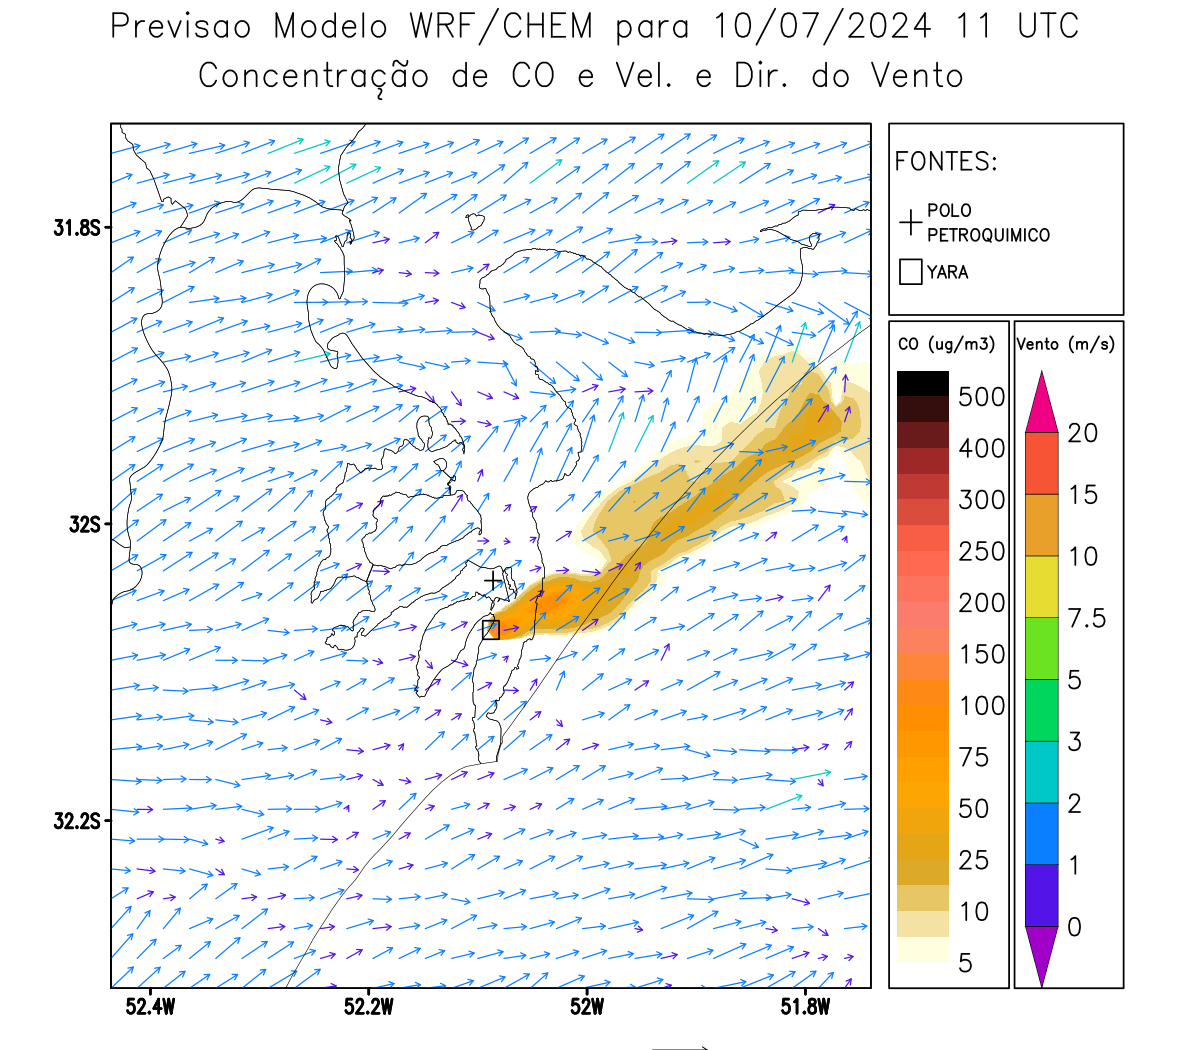 Previsao Modelo WRF/CHEM para 10/07/2024 11 UTC
Concentração de CO e Vel. e Dir. do Vento
FONTES:
POLO
PETROQUIMICO
YARA
CO (ug/m3)
500
400
300
250
200
150
100
75
50
25
10
5
Vento (m/s)
20
15
10
7.5
5
3
2
1
0
31.8S
32S
32.2S
52.4W
52.2W
52W
51.8W